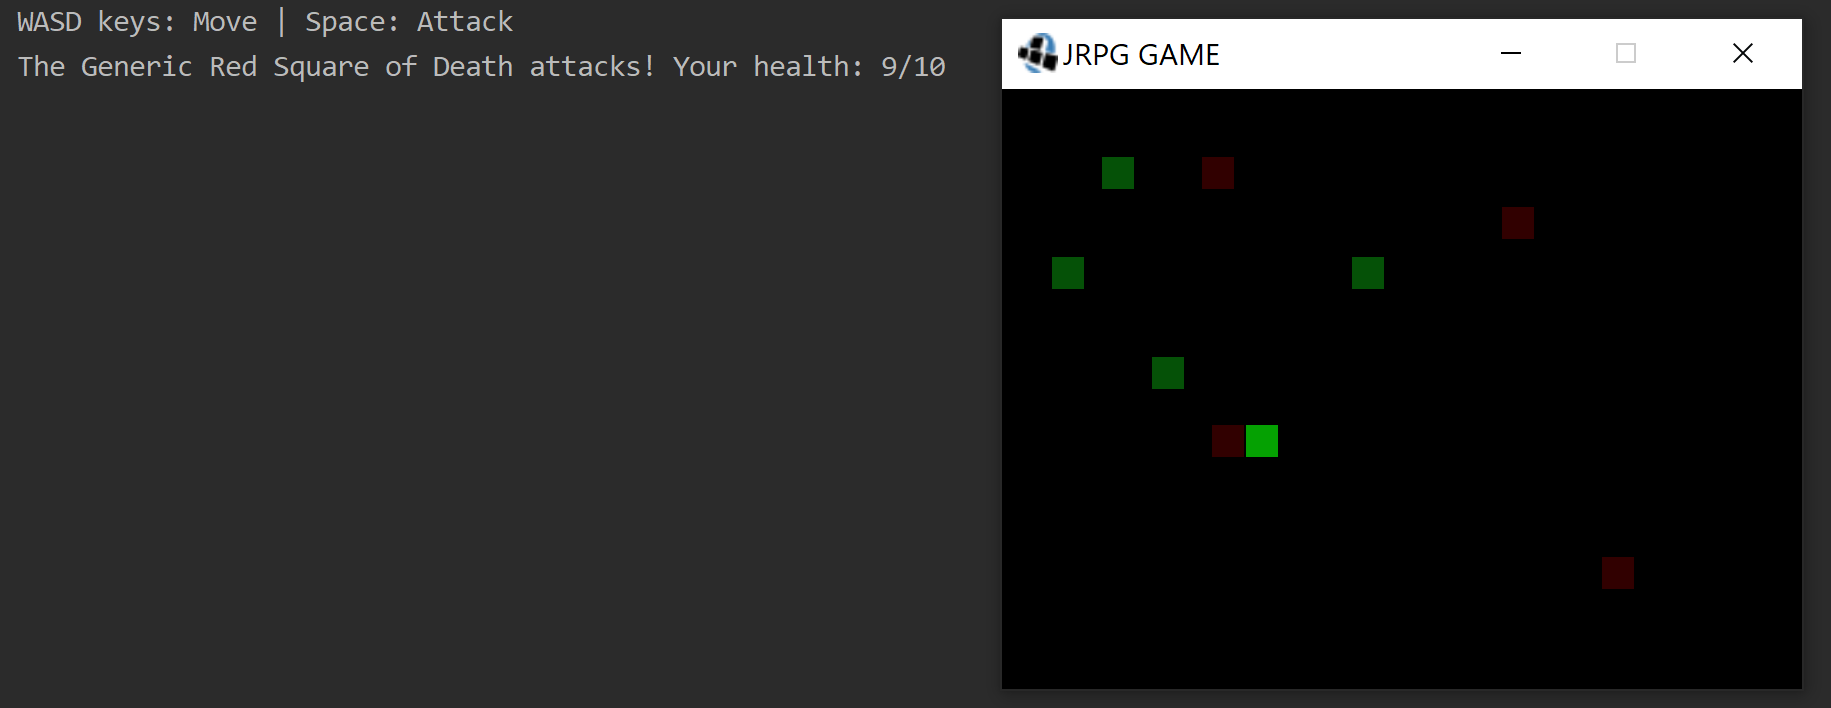 WASD keys: Move | Space: Attack
The Generic Red Square of Death attacks! Your health: 9/10
JRPG GAME